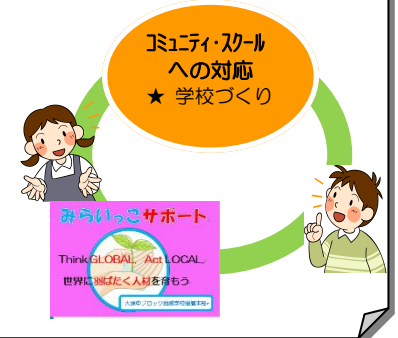 コミュニティ・スクール
への対応
★ 学校づくり
みらいっこサポート
Think GLOBAL, Act LOCAL.
世界に羽ばたく人材を育もう